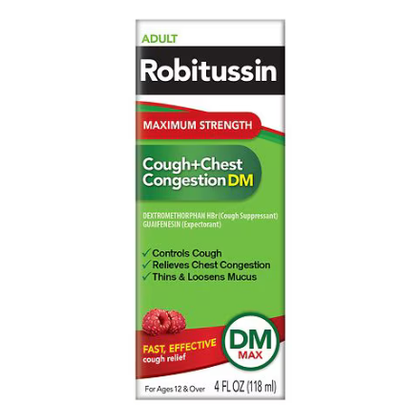 ADULT
Robitussin
MAXIMUM STRENGTH
Cough+Chest
Congestion DM
DEXTROMETHORPHAN HBr (Cough Suppressant)
GUAIFENESIN (Expectorant)
✓ Controls Cough
✓ Relieves Chest Congestion
✓ Thins & Loosens Mucus
FAST, EFFECTIVE
cough relief
DM
MAX
For Ages 12 & Over
4 FL OZ (118 ml)